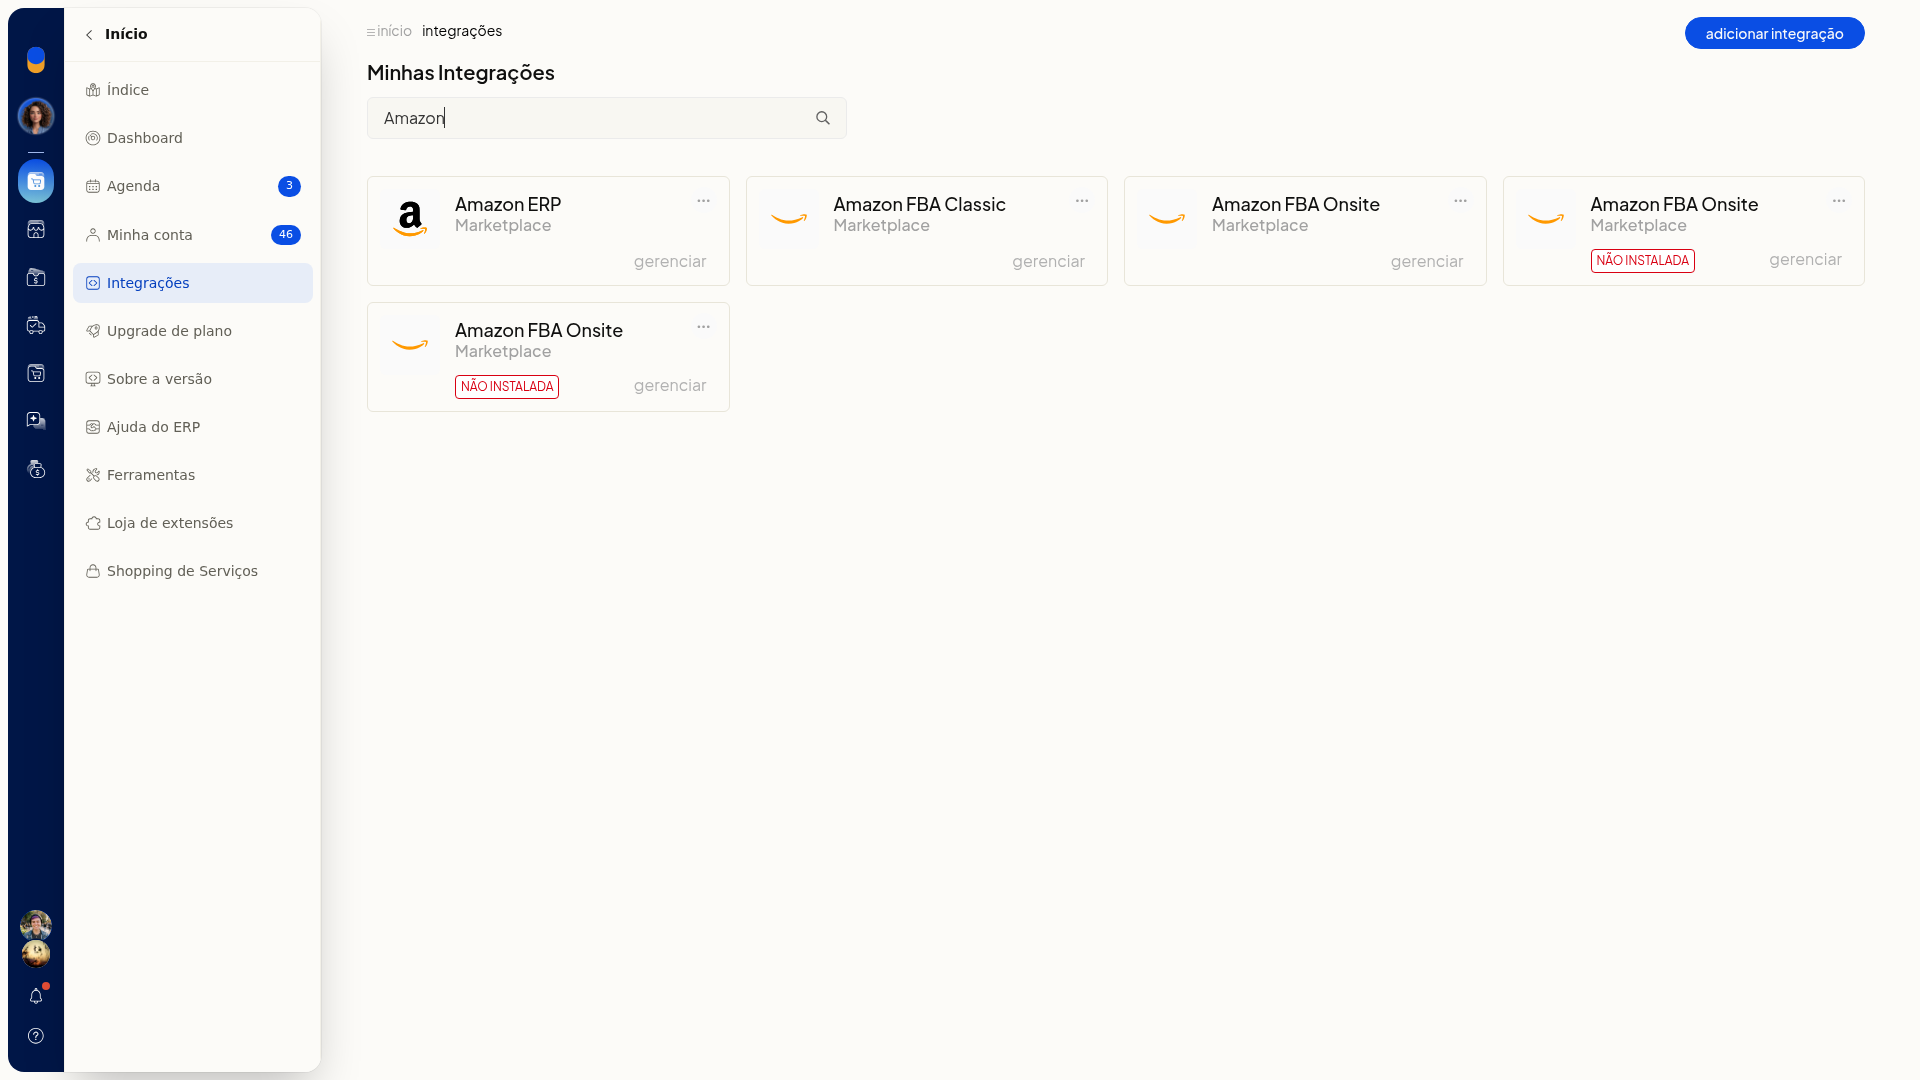 Início
Índice
Dashboard
Agenda 3
Minha conta 46
Integrações
Upgrade de plano
Sobre a versão
Ajuda do ERP
Ferramentas
Loja de extensões
Shopping de Serviços
início integrações
adicionar integração
Minhas Integrações
Amazon
Amazon ERP
Marketplace
gerenciar
Amazon FBA Classic
Marketplace
gerenciar
Amazon FBA Onsite
Marketplace
gerenciar
Amazon FBA Onsite
Marketplace
NÃO INSTALADA gerenciar
Amazon FBA Onsite
Marketplace
NÃO INSTALADA gerenciar